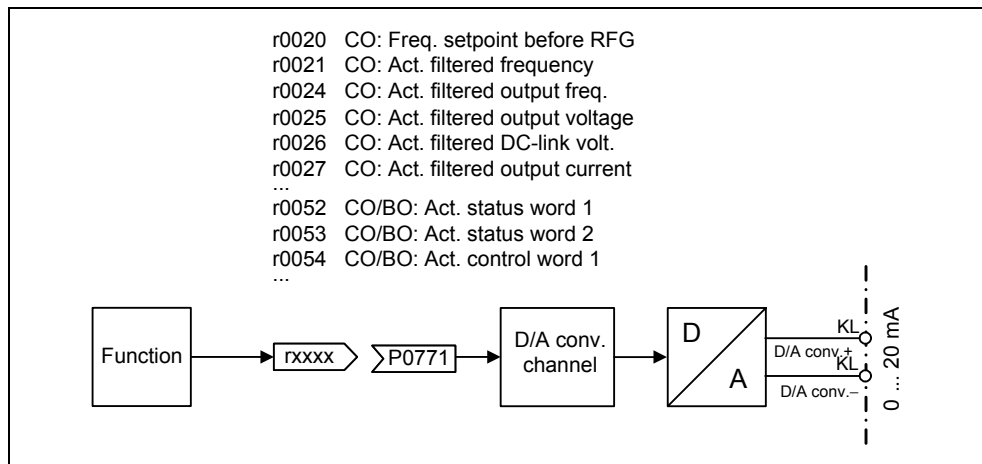 r0020 CO: Freq. setpoint before RFG
r0021 CO: Act. filtered frequency
r0024 CO: Act. filtered output freq.
r0025 CO: Act. filtered output voltage
r0026 CO: Act. filtered DC-link volt.
r0027 CO: Act. filtered output current
...
r0052 CO/BO: Act. status word 1
r0053 CO/BO: Act. status word 2
r0054 CO/BO: Act. control word 1
...
Function
rxxxx
P0771
D/A conv.
channel
D
A
KL
D/A conv.+
KL
D/A conv.−
0 ... 20 mA